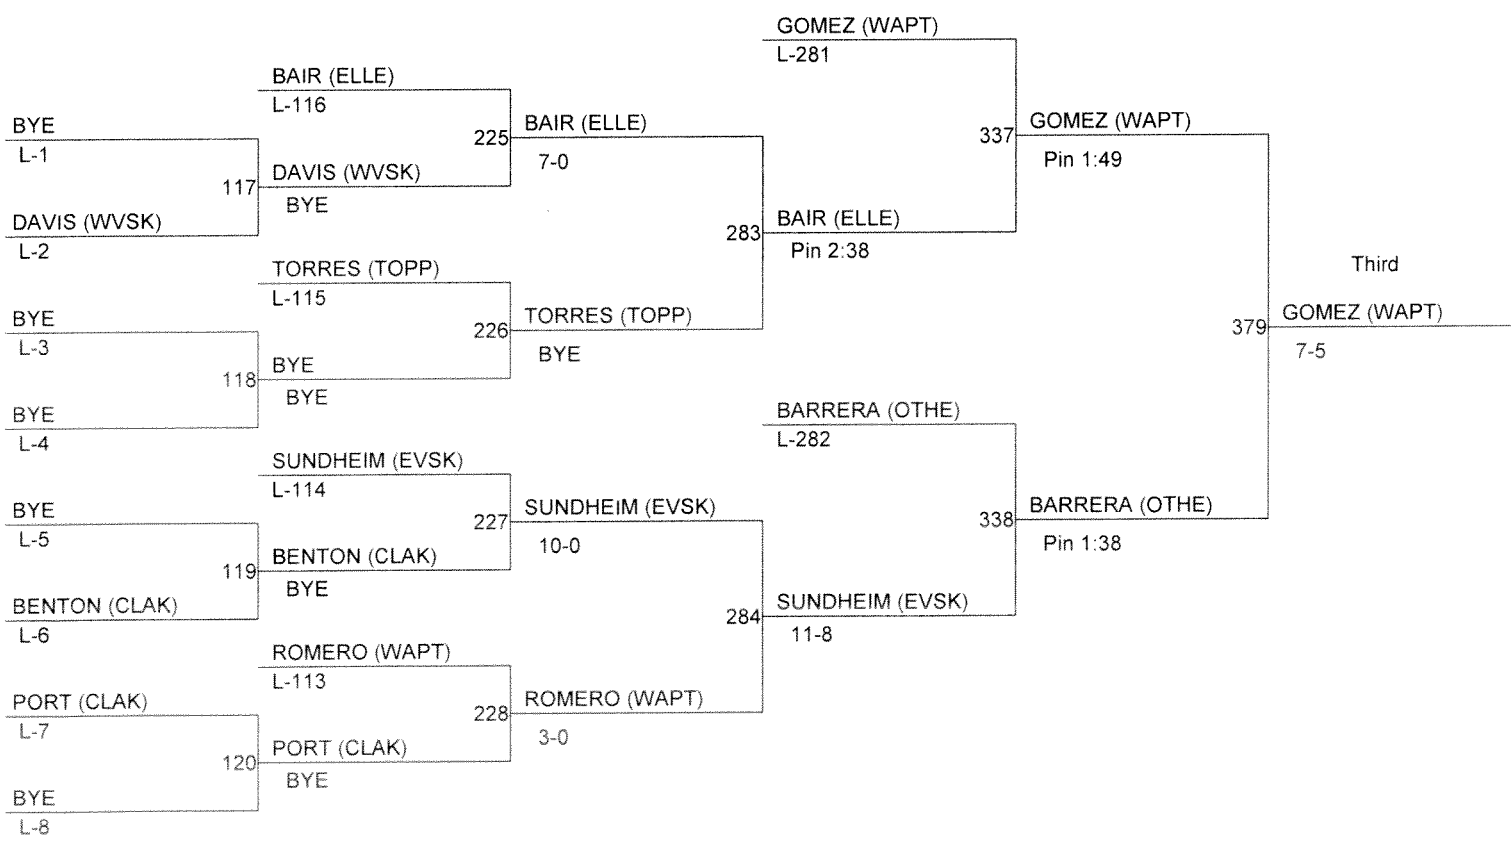 GOMEZ (WAPT)
L-281
BAIR (ELLE)
L-116
BYE
L-1
225
BAIR (ELLE)
7-0
337
GOMEZ (WAPT)
Pin 1:49
117
DAVIS (WVSK)
BYE
DAVIS (WVSK)
L-2
283
BAIR (ELLE)
Pin 2:38
TORRES (TOPP)
L-115
Third
BYE
L-3
226
TORRES (TOPP)
BYE
379
GOMEZ (WAPT)
7-5
118
BYE
BYE
BYE
L-4
BARRERA (OTHE)
L-282
SUNDHEIM (EVSK)
L-114
BYE
L-5
227
SUNDHEIM (EVSK)
10-0
338
BARRERA (OTHE)
Pin 1:38
119
BENTON (CLAK)
BYE
BENTON (CLAK)
L-6
284
SUNDHEIM (EVSK)
11-8
ROMERO (WAPT)
L-113
PORT (CLAK)
L-7
228
ROMERO (WAPT)
3-0
120
PORT (CLAK)
BYE
BYE
L-8